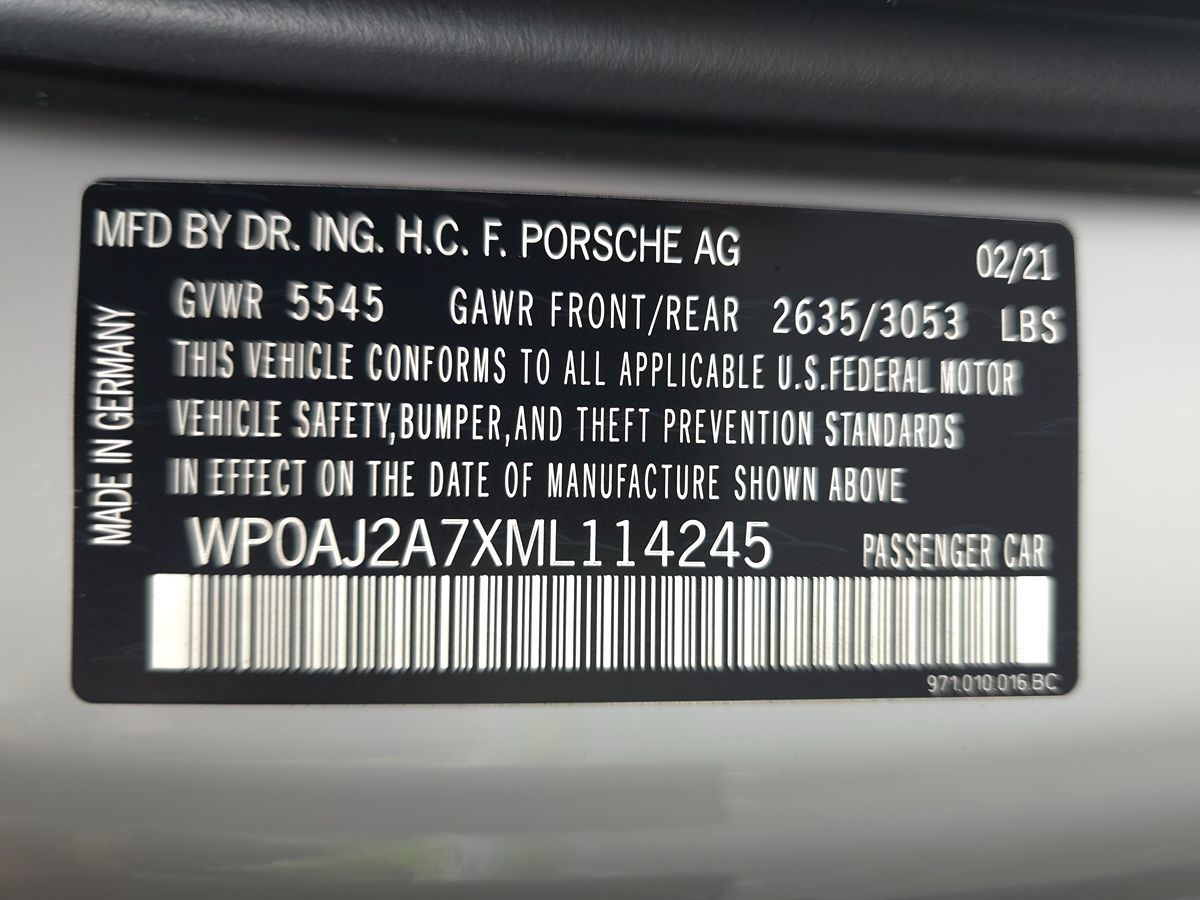 MFD BY DR. ING. H.C. F. PORSCHE AG 02/21
GVWR 5545 GAWR FRONT/REAR 2635/3053 LBS
THIS VEHICLE CONFORMS TO ALL APPLICABLE U.S.FEDERAL MOTOR
VEHICLE SAFETY,BUMPER,AND THEFT PREVENTION STANDARDS
IN EFFECT ON THE DATE OF MANUFACTURE SHOWN ABOVE
WP0AJ2A7XML114245 PASSENGER CAR
971.010.016.BC
MADE IN GERMANY